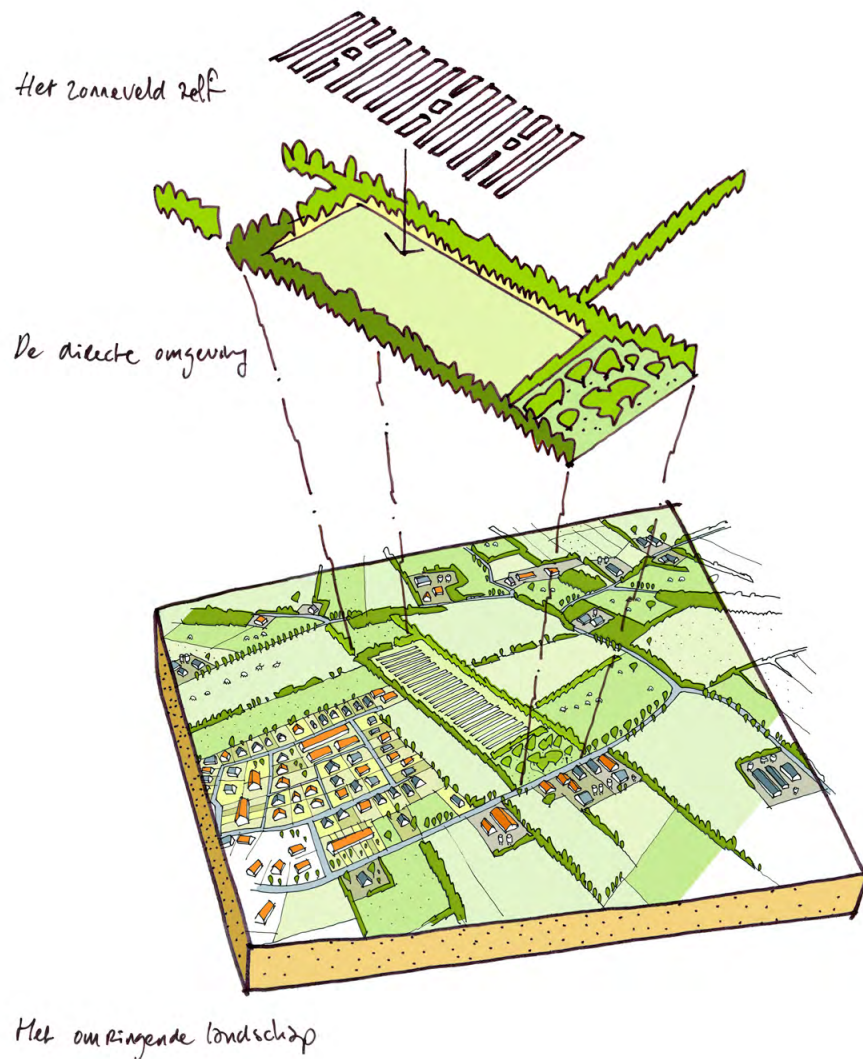 Het zonneveld zelf
De directe omgeving
Het omringende landschap